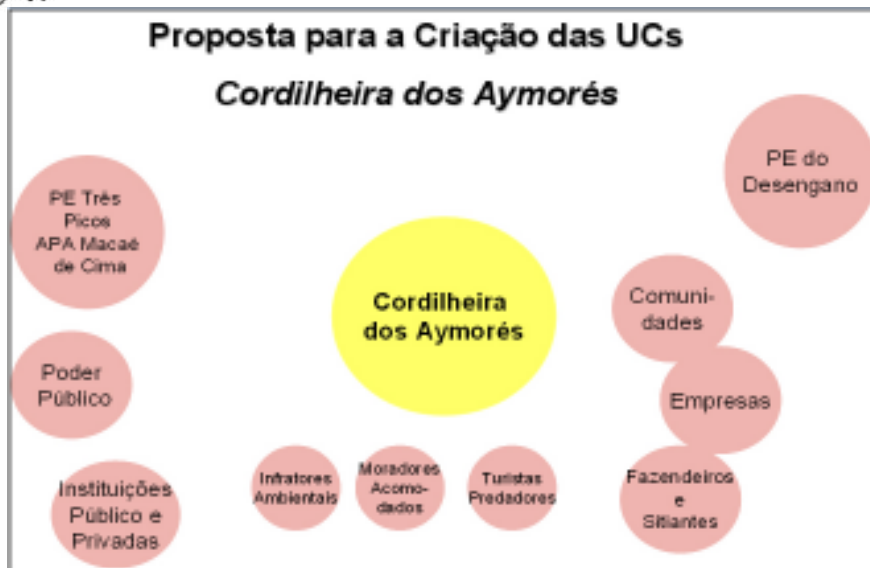 Proposta para a Criação das UCs
Cordilheira dos Aymorés
PE do
Desengano
PE Três
Picos
APA Macaé
de Cima
Cordilheira
dos Aymorés
Comuni-
dades
Poder
Público
Empresas
Instituições
Público e
Privadas
Infratores
Ambientais
Moradores
Acomo-
dados
Turistas
Predadores
Fazendeiros
e
Sitiantes